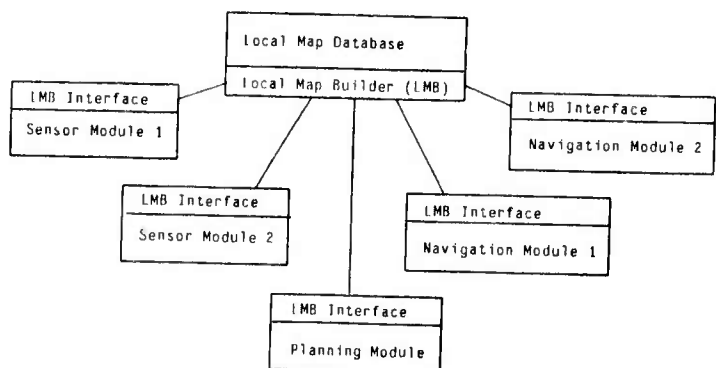 Local Map Database
Local Map Builder (LMB)
LMB Interface
Sensor Module 1
LMB Interface
Navigation Module 2
LMB Interface
Sensor Module 2
LMB Interface
Navigation Module 1
LMB Interface
Planning Module